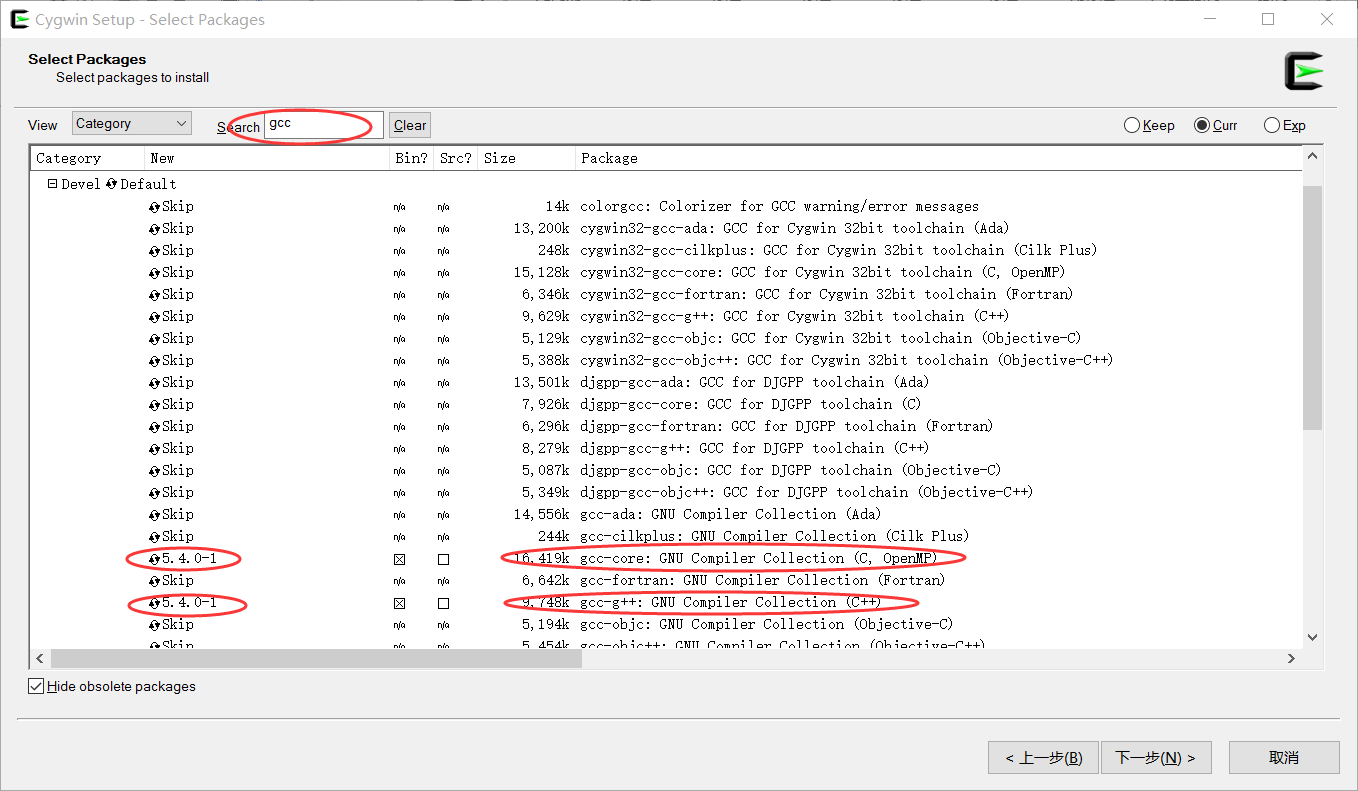 Cygwin Setup - Select Packages
Select Packages
Select packages to install
View Category Search gcc Clear Keep Curr Exp
Category New Bin? Src? Size Package
Devel Default
Skip n/a n/a 14k colorgcc: Colorizer for GCC warning/error messages
Skip n/a n/a 13,200k cygwin32-gcc-ada: GCC for Cygwin 32bit toolchain (Ada)
Skip n/a n/a 248k cygwin32-gcc-cilkplus: GCC for Cygwin 32bit toolchain (Cilk Plus)
Skip n/a n/a 15,128k cygwin32-gcc-core: GCC for Cygwin 32bit toolchain (C, OpenMP)
Skip n/a n/a 6,346k cygwin32-gcc-fortran: GCC for Cygwin 32bit toolchain (Fortran)
Skip n/a n/a 9,629k cygwin32-gcc-g++: GCC for Cygwin 32bit toolchain (C++)
Skip n/a n/a 5,129k cygwin32-gcc-objc: GCC for Cygwin 32bit toolchain (Objective-C)
Skip n/a n/a 5,388k cygwin32-gcc-objc++: GCC for Cygwin 32bit toolchain (Objective-C++)
Skip n/a n/a 13,501k djgpp-gcc-ada: GCC for DJGPP toolchain (Ada)
Skip n/a n/a 7,926k djgpp-gcc-core: GCC for DJGPP toolchain (C)
Skip n/a n/a 6,296k djgpp-gcc-fortran: GCC for DJGPP toolchain (Fortran)
Skip n/a n/a 8,279k djgpp-gcc-g++: GCC for DJGPP toolchain (C++)
Skip n/a n/a 5,087k djgpp-gcc-objc: GCC for DJGPP toolchain (Objective-C)
Skip n/a n/a 5,349k djgpp-gcc-objc++: GCC for DJGPP toolchain (Objective-C++)
Skip n/a n/a 14,556k gcc-ada: GNU Compiler Collection (Ada)
Skip n/a n/a 244k gcc-cilkplus: GNU Compiler Collection (Cilk Plus)
5.4.0-1 16,419k gcc-core: GNU Compiler Collection (C, OpenMP)
Skip n/a n/a 6,642k gcc-fortran: GNU Compiler Collection (Fortran)
5.4.0-1 9,748k gcc-g++: GNU Compiler Collection (C++)
Skip n/a n/a 5,194k gcc-objc: GNU Compiler Collection (Objective-C)
Skip n/a n/a 5,454k gcc-objc++: GNU Compiler Collection (Objective-C++)
Hide obsolete packages
< 上一步(B) 下一步(N) > 取消